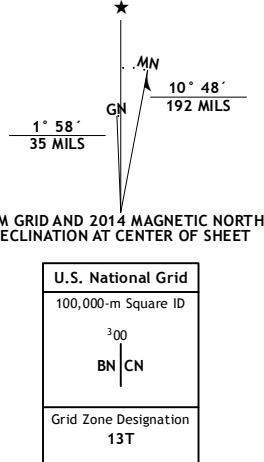 ★
MN
GN
10° 48´
192 MILS
1° 58´
35 MILS
M GRID AND 2014 MAGNETIC NORTH
ECLINATION AT CENTER OF SHEET
U.S. National Grid
100,000-m Square ID
³00
BN CN
Grid Zone Designation
13T